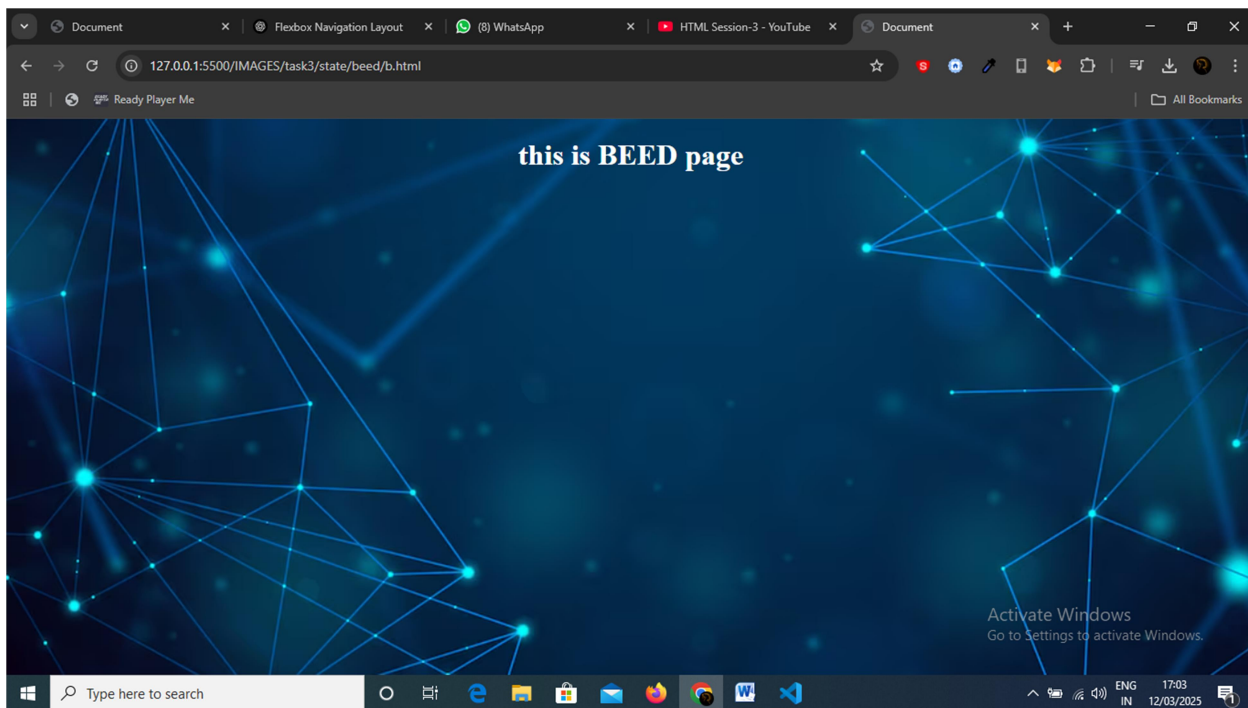 Document
Flexbox Navigation Layout
(8) WhatsApp
HTML Session-3 - YouTube
Document
127.0.0.1:5500/IMAGES/task3/state/beed/b.html
S
Ready Player Me
All Bookmarks
this is BEED page
Activate Windows
Go to Settings to activate Windows.
Type here to search
W
ENG
IN
17:03
12/03/2025
1